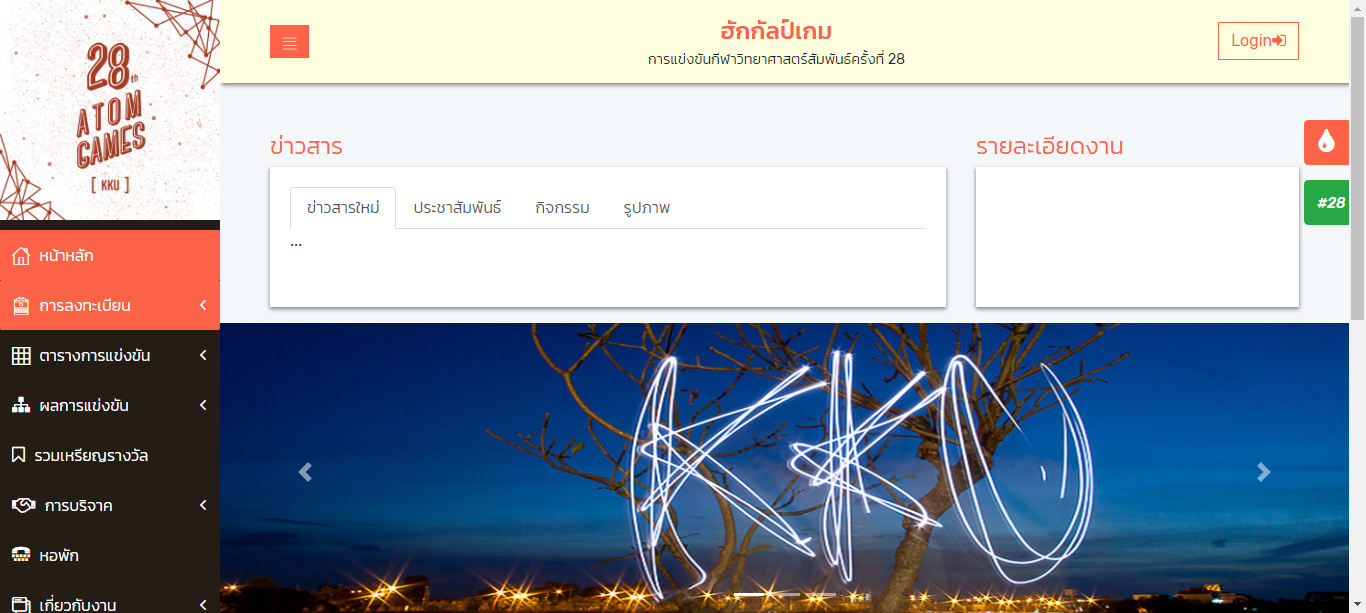 28th
ATOM
GAMES
[ KKU ]
หน้าหลัก
การลงทะเบียน
ตารางการแข่งขัน
ผลการแข่งขัน
รวมเหรียญรางวัล
การบริจาค
หอพัก
เกี่ยวกับงาน
ฮักกัลป์เกม
การแข่งขันกีฬาวิทยาศาสตร์สัมพันธ์ครั้งที่ 28
Login
ข่าวสาร
ข่าวสารใหม่ ประชาสัมพันธ์ กิจกรรม รูปภาพ
...
รายละเอียดงาน
#28
KKU